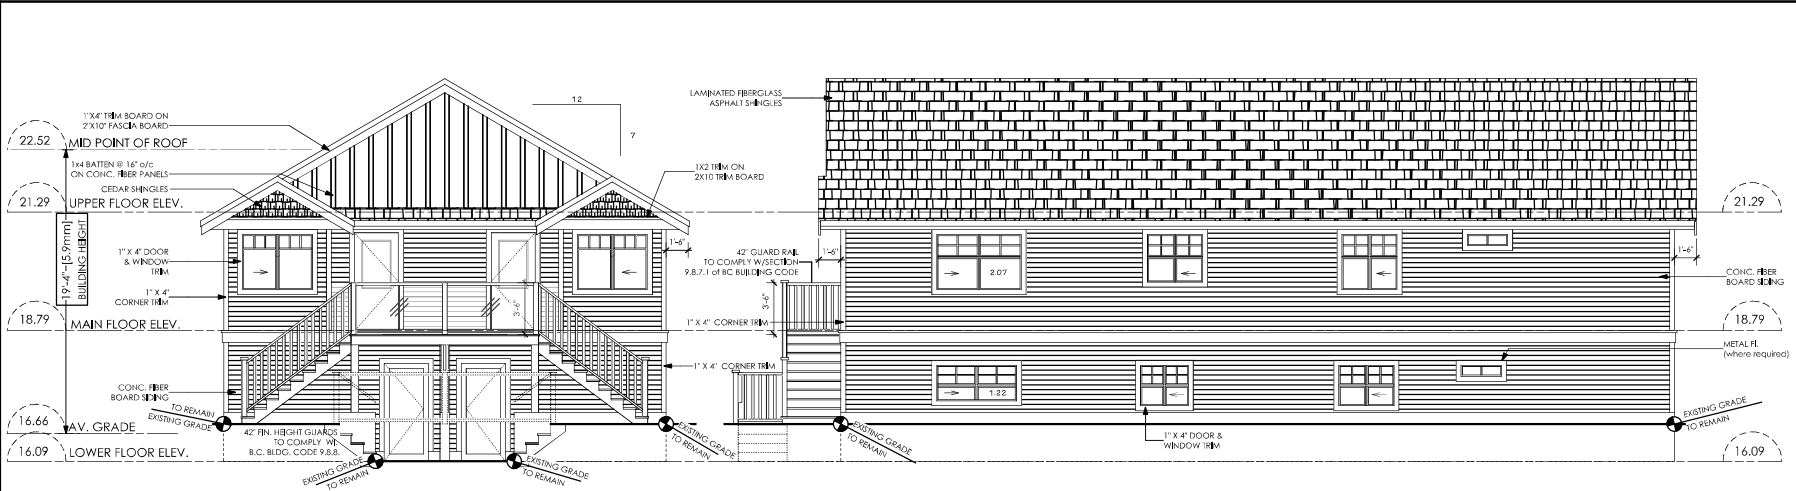 1"X4" TRIM BOARD ON
2"X10" FASCIA BOARD
22.52 MID POINT OF ROOF
1x4 BATTEN @ 16" o/c
ON CONC. FIBER PANELS
CEDAR SHINGLES
21.29 UPPER FLOOR ELEV.
19'-4"-[5.9mm]
BUILDING HEIGHT
1" X 4" DOOR
& WINDOW
TRIM
1" X 4"
CORNER TRIM
18.79 MAIN FLOOR ELEV.
CONC. FIBER
BOARD SIDING
TO REMAIN
EXISTING GRADE
16.66 AV. GRADE
16.09 LOWER FLOOR ELEV.
12
7
1X2 TRIM ON
2X10 TRIM BOARD
1'-6"
3'-6"
42" FIN. HEIGHT GUARDS
TO COMPLY W/
B.C. BLDG. CODE 9.8.8.
EXISTING GRADE
TO REMAIN
EXISTING GRADE
TO REMAIN
EXISTING GRADE
TO REMAIN
LAMINATED FIBERGLASS
ASPHALT SHINGLES
42" GUARD RAIL
TO COMPLY W/SECTION
9.8.7.1 of BC BUILDING CODE
1'-6"
3'-6"
1" X 4" CORNER TRIM
1" X 4" CORNER TRIM
2.07
1.22
EXISTING GRADE
TO REMAIN
1" X 4" DOOR &
WINDOW TRIM
1'-6"
21.29
CONC. FIBER
BOARD SIDING
18.79
METAL Fl.
(where required)
EXISTING GRADE
TO REMAIN
16.09